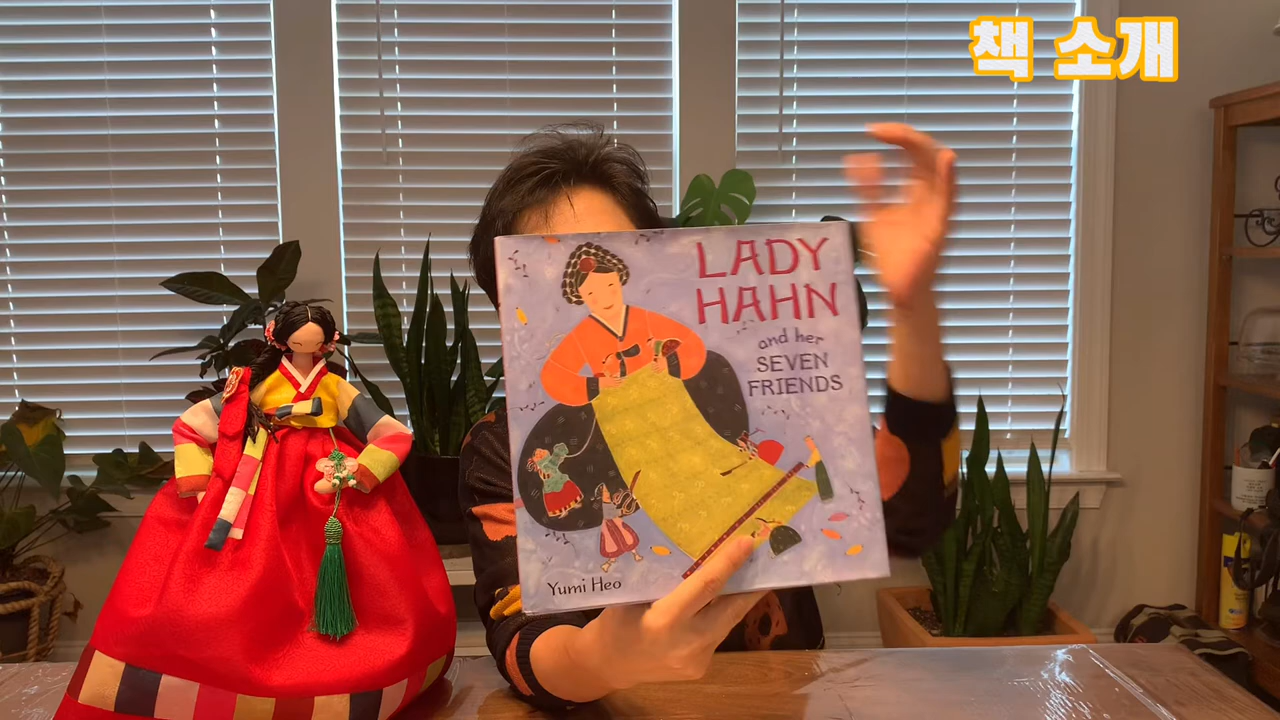 책 소개
LADY
HAHN
and her
SEVEN
FRIENDS
Yumi Heo